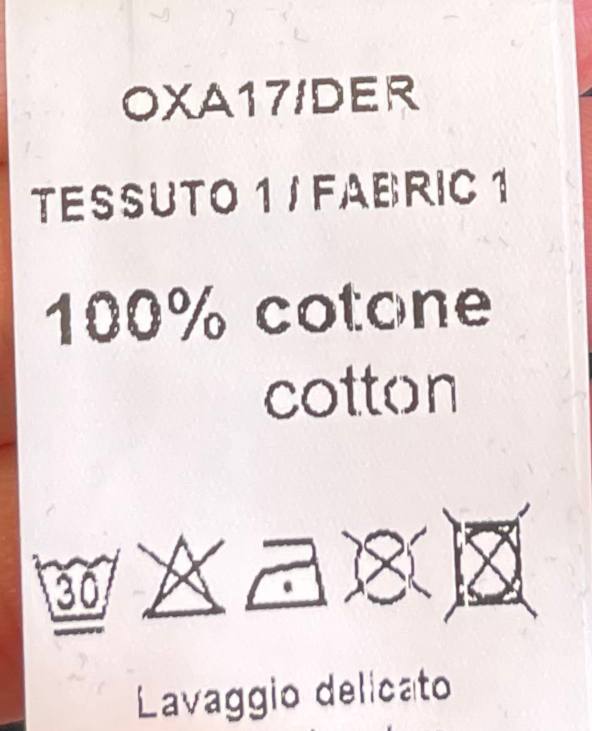 OXA17/DER
TESSUTO 1 / FABRIC 1
100% cotone
cotton
30
Lavaggio delicato